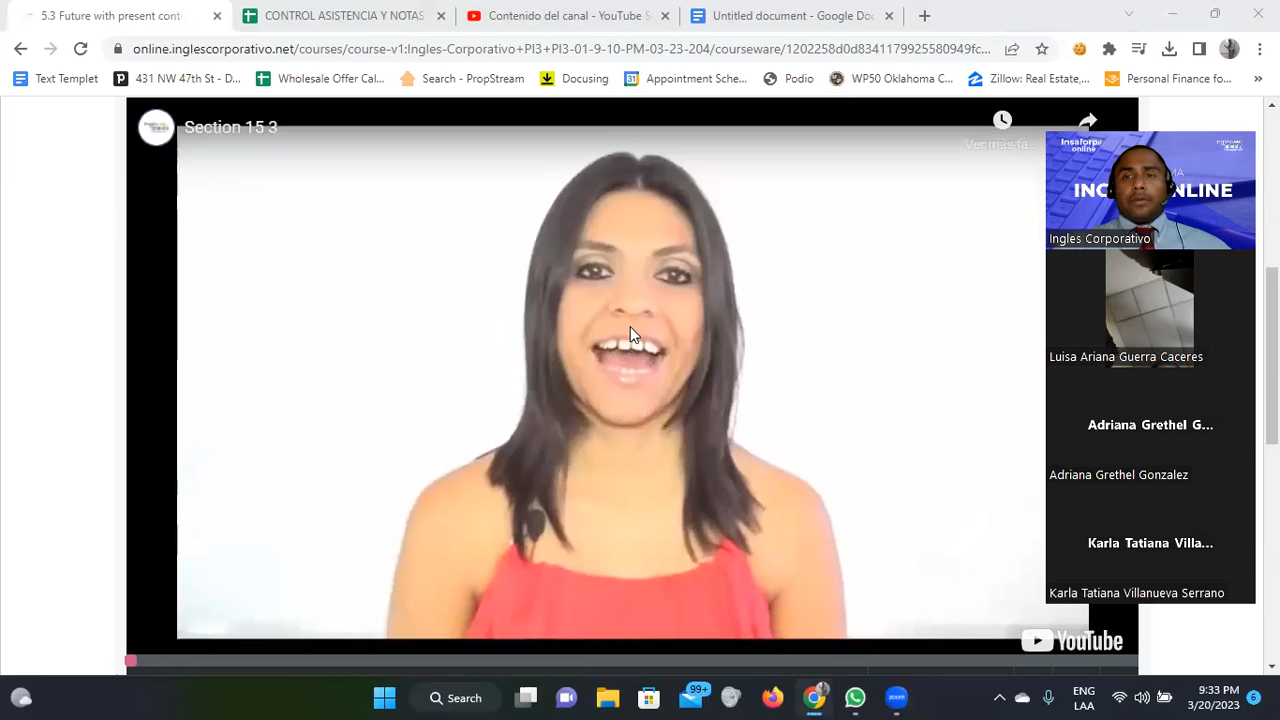 5.3 Future with present cont
CONTROL ASISTENCIA Y NOTAS
Contenido del canal - YouTube S
Untitled document - Google Doc
online.inglescorporativo.net/courses/course-v1:Ingles-Corporativo+PI3+PI3-01-9-10-PM-03-23-204/courseware/1202258d0d83411799255809​49fc...
Text Templet
431 NW 47th St - D...
Wholesale Offer Cal...
Search - PropStream
Docusing
Appointment Sche...
Podio
WP50 Oklahoma C...
Zillow: Real Estate,...
Personal Finance fo...
Section 15 3
Ver más ta...
Insaforp
online
INC NLINE
Ingles Corporativo
Luisa Ariana Guerra Caceres
Adriana Grethel G...
Adriana Grethel Gonzalez
Karla Tatiana Villa...
Karla Tatiana Villanueva Serrano
YouTube
Search
99+
zoom
ENG
LAA
9:33 PM
3/20/2023
6